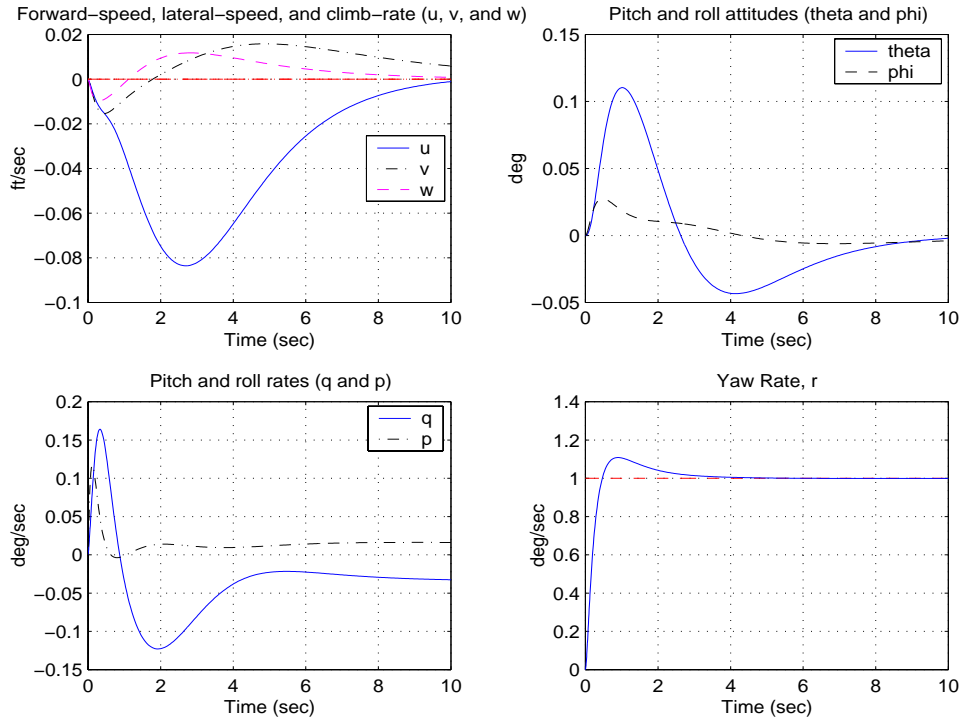 Forward-speed, lateral-speed, and climb-rate (u, v, and w)
0.02
0
-0.02
-0.04
-0.06
-0.08
-0.1
ft/sec
u
v
w
0 2 4 6 8 10
Time (sec)
Pitch and roll attitudes (theta and phi)
0.1
0.05
0
-0.05
deg
theta
phi
0 2 4 6 8 10
Time (sec)
Pitch and roll rates (q and p)
0.2
0.15
0.1
0.05
0
-0.05
-0.1
-0.15
deg/sec
q
p
0 2 4 6 8 10
Time (sec)
Yaw Rate, r
1.4
1.2
1
0.8
0.6
0.4
0.2
0
deg/sec
0 2 4 6 8 10
Time (sec)